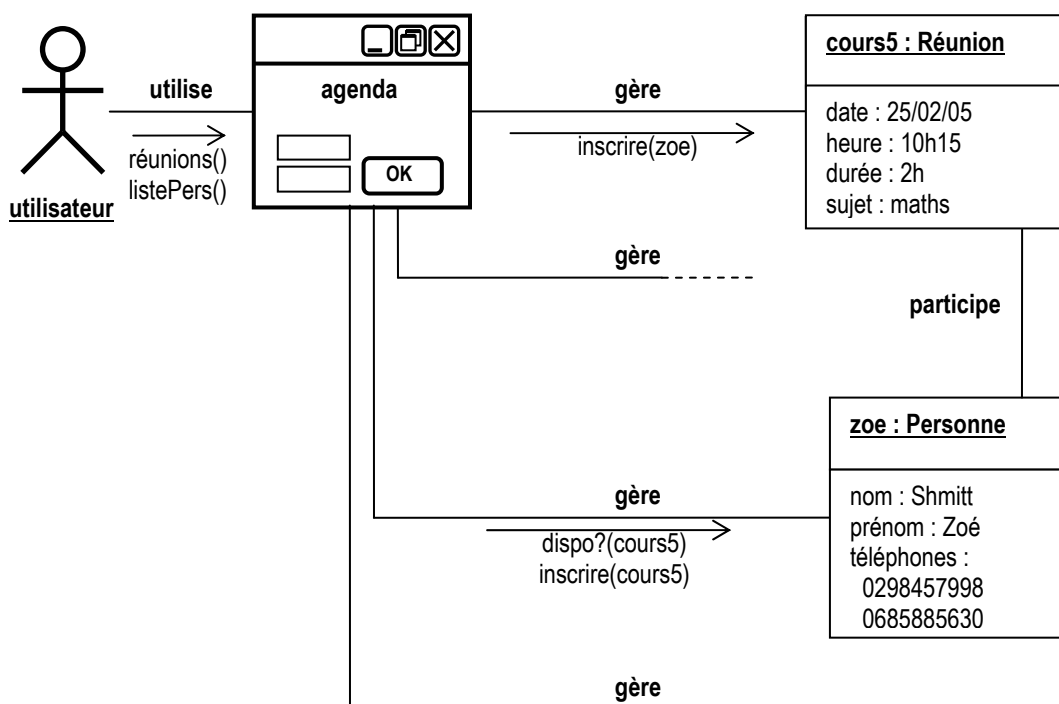 utilise
réunions()
listePers()
utilisateur
agenda
OK
gère
inscrire(zoe)
cours5 : Réunion
date : 25/02/05
heure : 10h15
durée : 2h
sujet : maths
gère
participe
gère
dispo?(cours5)
inscrire(cours5)
zoe : Personne
nom : Shmitt
prénom : Zoé
téléphones :
0298457998
0685885630
gère